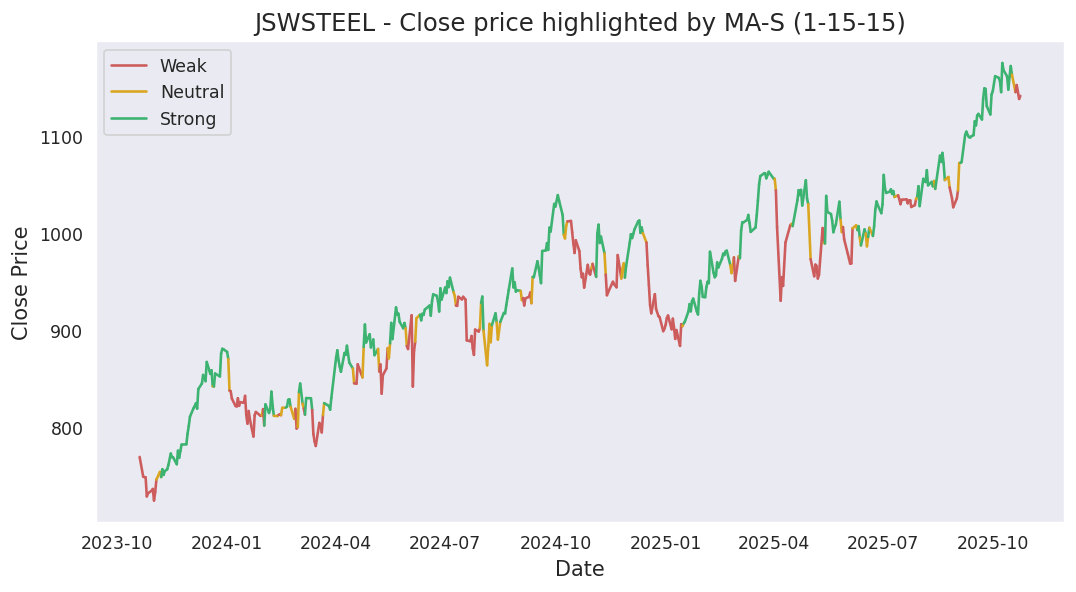 JSWSTEEL - Close price highlighted by MA-S (1-15-15)
Weak
Neutral
Strong
Close Price
1100
1000
900
800
2023-10 2024-01 2024-04 2024-07 2024-10 2025-01 2025-04 2025-07 2025-10
Date